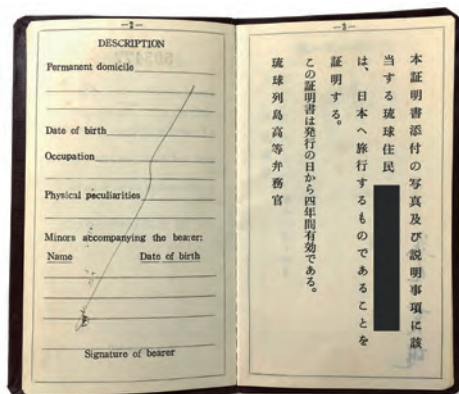 —2—
DESCRIPTION
Permanent domicile
Date of birth
Occupation
Physical peculiarities
Minors accompanying the bearer:
Name Date of birth
Signature of bearer
—3—
本証明書添付の写真及び説明事項に該
当する琉球住民
は、日本へ旅行するものであることを
証明する。
この証明書は発行の日から四年間有効である。
琉球列島高等弁務官